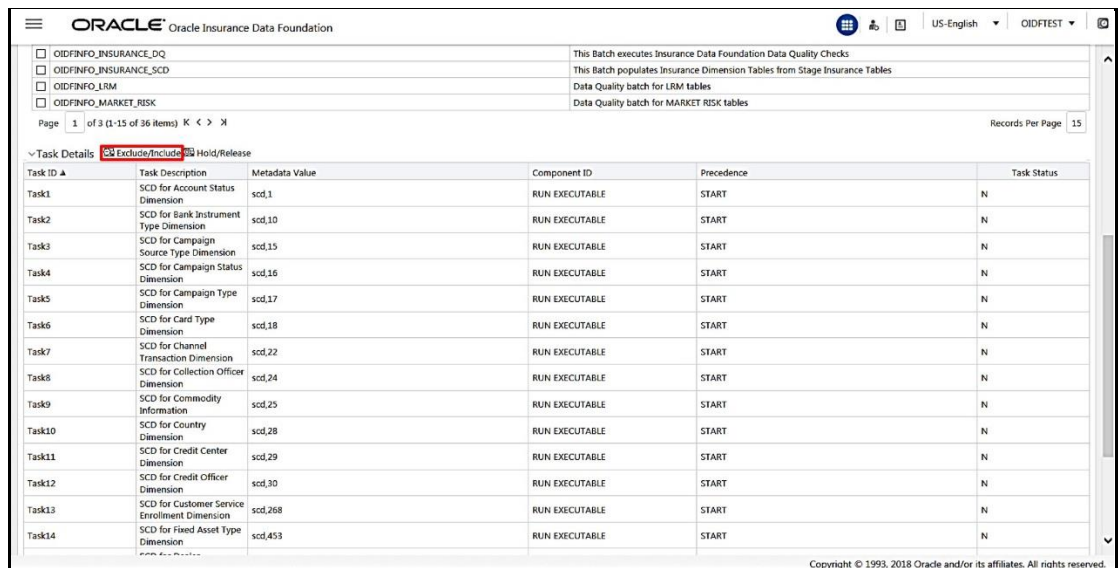 ORACLE® Oracle Insurance Data Foundation US-English OIDFTEST
OIDFINFO_INSURANCE_DQ This Batch executes Insurance Data Foundation Data Quality Checks
OIDFINFO_INSURANCE_SCD This Batch populates Insurance Dimension Tables from Stage Insurance Tables
OIDFINFO_LRM Data Quality batch for LRM tables
OIDFINFO_MARKET_RISK Data Quality batch for MARKET RISK tables
Page 1 of 3 (1-15 of 36 items) Records Per Page 15
Task Details Exclude/Include Hold/Release
Task ID Task Description Metadata Value Component ID Precedence Task Status
Task1 SCD for Account Status Dimension scd,1 RUN EXECUTABLE START N
Task2 SCD for Bank Instrument Type Dimension scd,10 RUN EXECUTABLE START N
Task3 SCD for Campaign Source Type Dimension scd,15 RUN EXECUTABLE START N
Task4 SCD for Campaign Status Dimension scd,16 RUN EXECUTABLE START N
Task5 SCD for Campaign Type Dimension scd,17 RUN EXECUTABLE START N
Task6 SCD for Card Type Dimension scd,18 RUN EXECUTABLE START N
Task7 SCD for Channel Transaction Dimension scd,22 RUN EXECUTABLE START N
Task8 SCD for Collection Officer Dimension scd,24 RUN EXECUTABLE START N
Task9 SCD for Commodity Information scd,25 RUN EXECUTABLE START N
Task10 SCD for Country Dimension scd,28 RUN EXECUTABLE START N
Task11 SCD for Credit Center Dimension scd,29 RUN EXECUTABLE START N
Task12 SCD for Credit Officer Dimension scd,30 RUN EXECUTABLE START N
Task13 SCD for Customer Service Enrollment Dimension scd,268 RUN EXECUTABLE START N
Task14 SCD for Fixed Asset Type Dimension scd,453 RUN EXECUTABLE START N
Copyright © 1993, 2018 Oracle and/or its affiliates. All rights reserved.